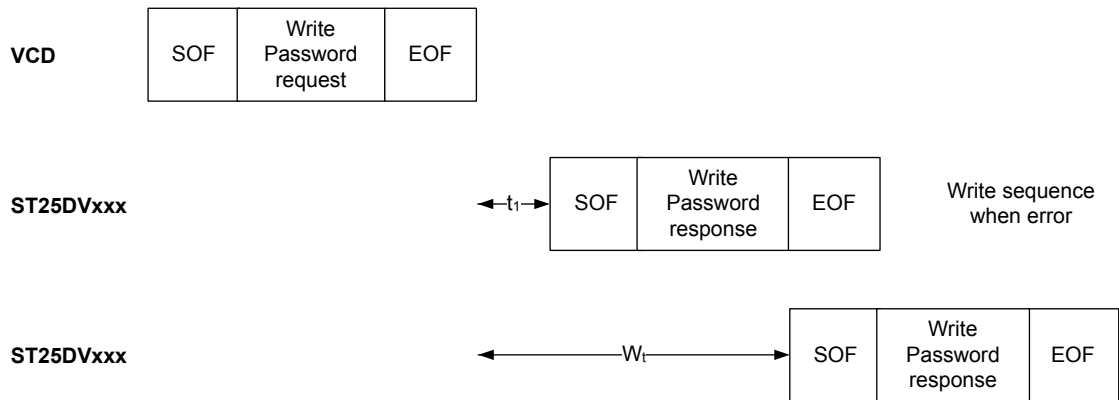 VCD
SOF
Write
Password
request
EOF
ST25DVxxx
t₁
SOF
Write
Password
response
EOF
Write sequence
when error
ST25DVxxx
Wₜ
SOF
Write
Password
response
EOF